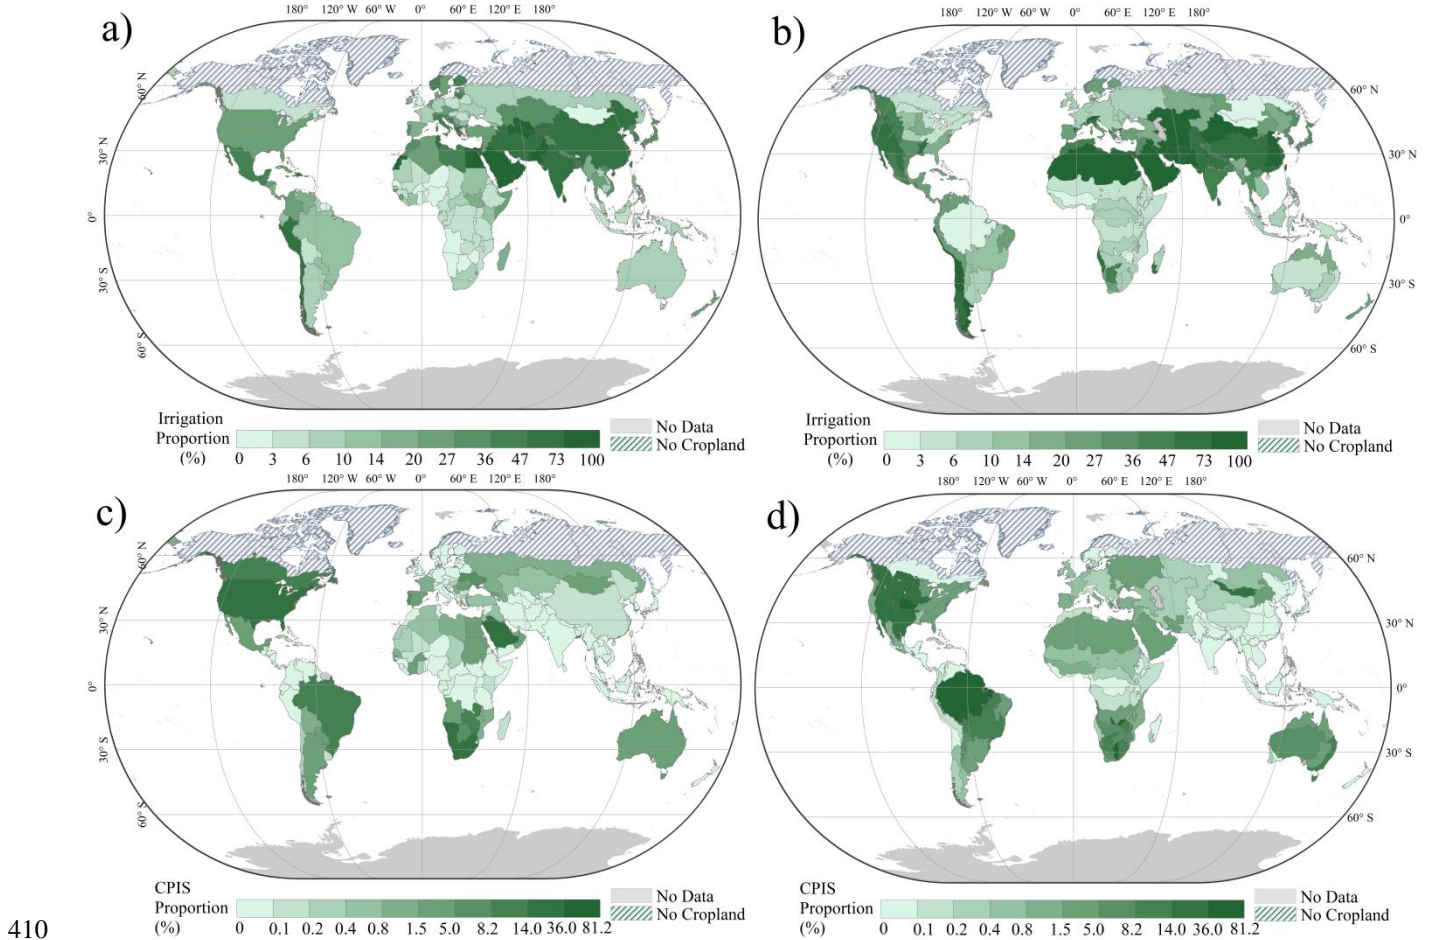 180° 120° W 60° W 0° 60° E 120° E 180°
a)
60° N
30° N
0°
30° S
60° S
Irrigation
Proportion
(%)
0 3 6 10 14 20 27 36 47 73 100
No Data
No Cropland
180° 120° W 60° W 0° 60° E 120° E 180°
b)
60° N
30° N
0°
30° S
60° S
Irrigation
Proportion
(%)
0 3 6 10 14 20 27 36 47 73 100
No Data
No Cropland
180° 120° W 60° W 0° 60° E 120° E 180°
c)
60° N
30° N
0°
30° S
60° S
CPIS
Proportion
(%)
0 0.1 0.2 0.4 0.8 1.5 5.0 8.2 14.0 36.0 81.2
No Data
No Cropland
180° 120° W 60° W 0° 60° E 120° E 180°
d)
60° N
30° N
0°
30° S
60° S
CPIS
Proportion
(%)
0 0.1 0.2 0.4 0.8 1.5 5.0 8.2 14.0 36.0 81.2
No Data
No Cropland
410